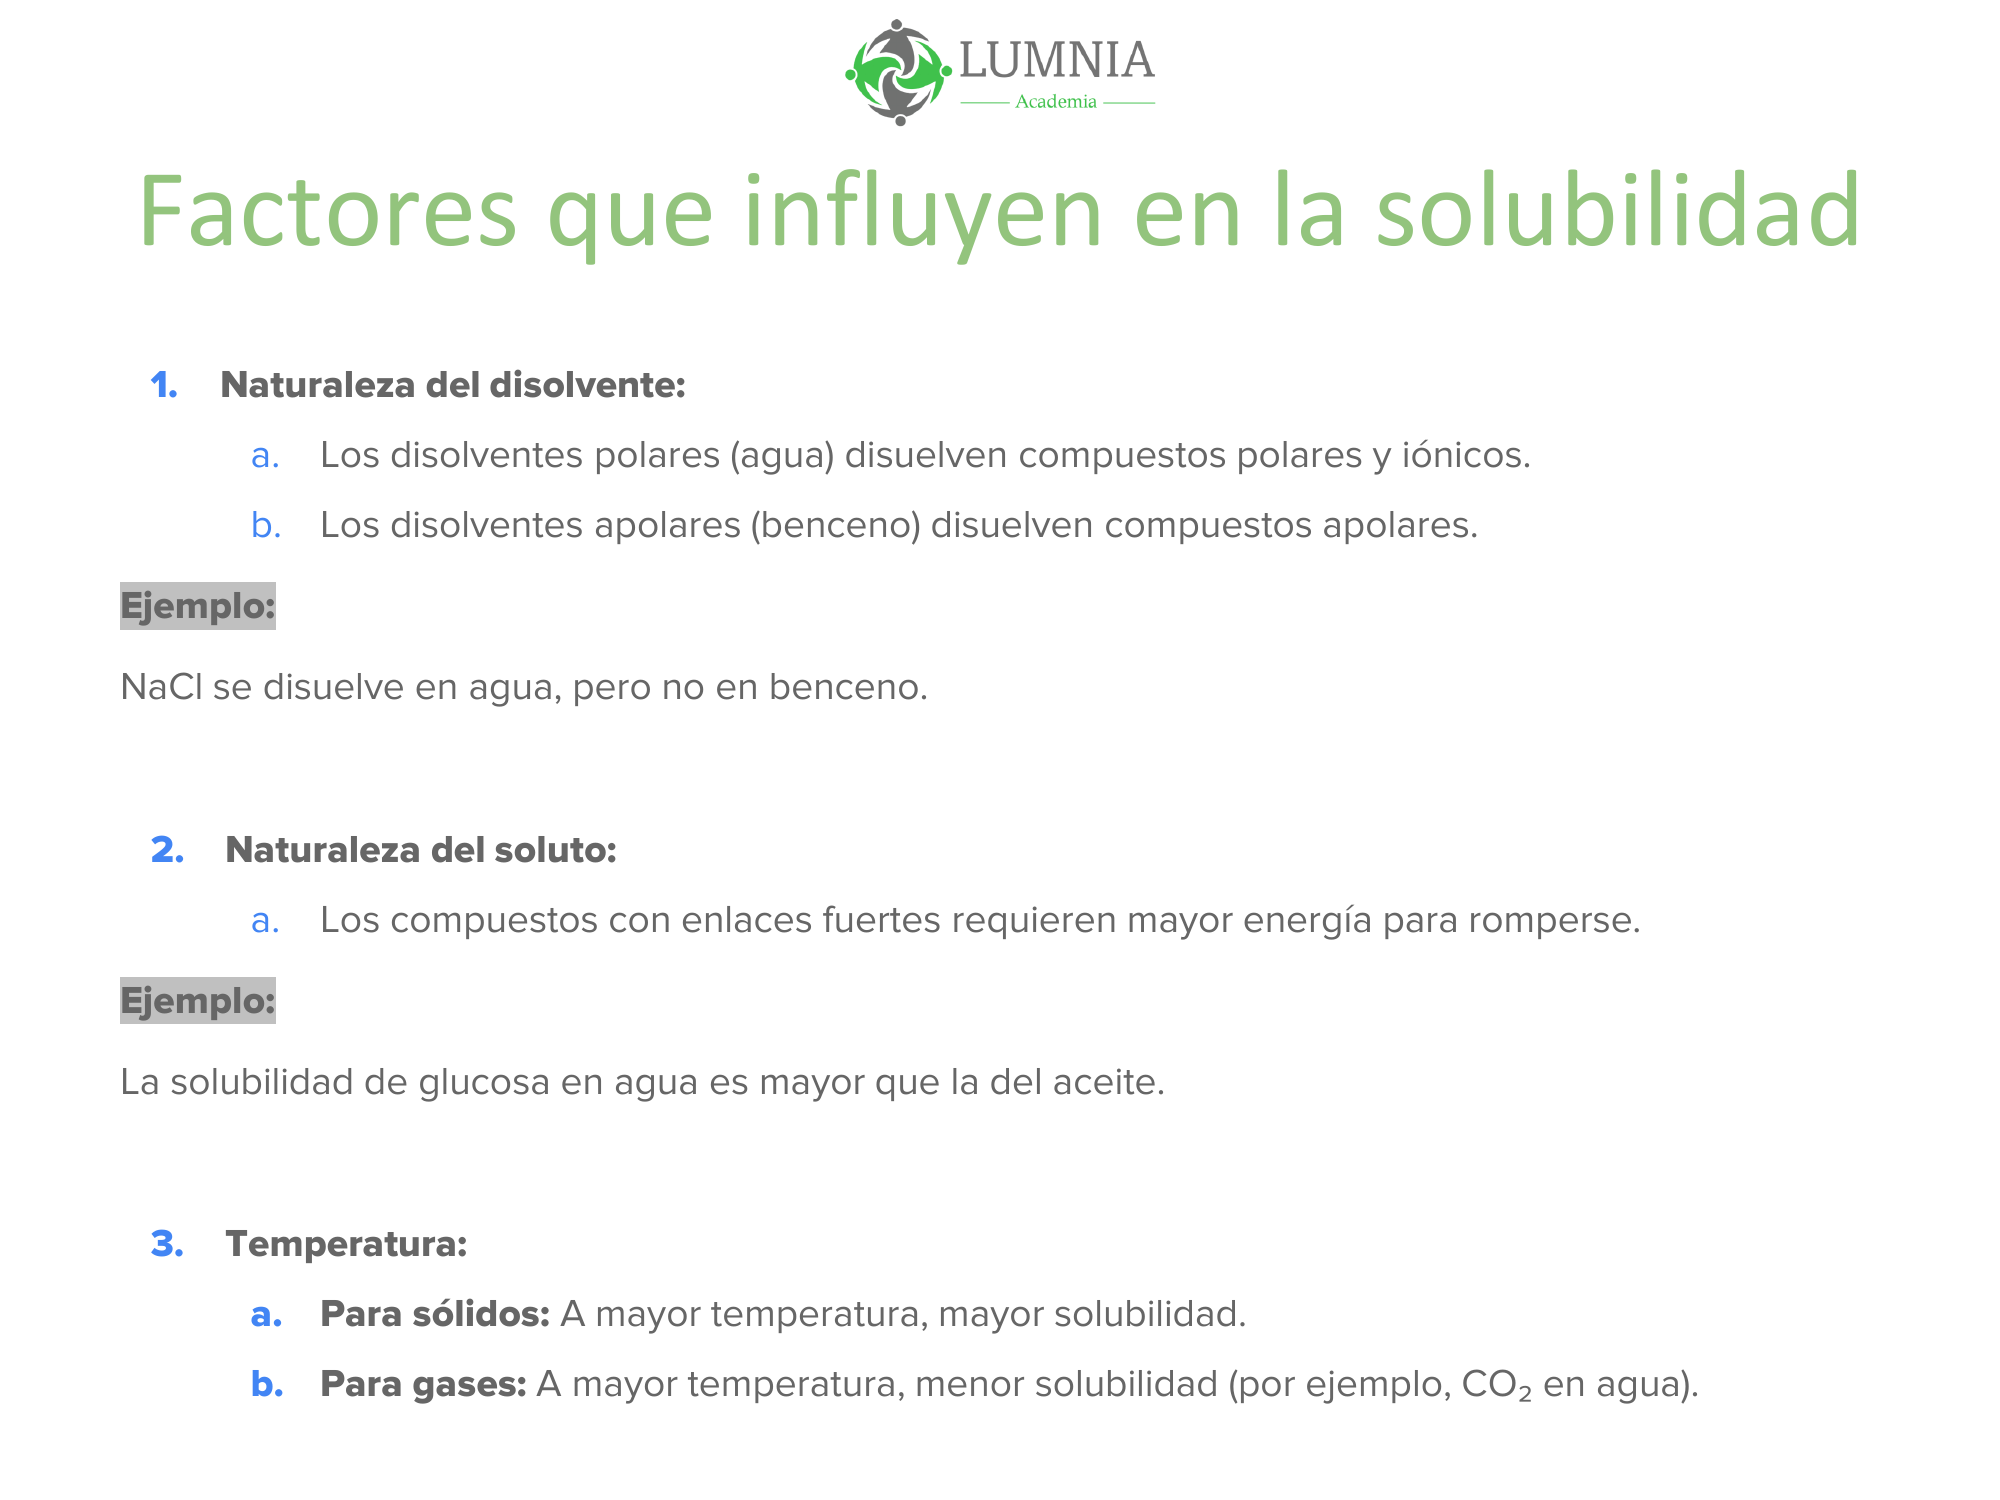 LUMNIA
Academia
Factores que influyen en la solubilidad
1. Naturaleza del disolvente:
a. Los disolventes polares (agua) disuelven compuestos polares y iónicos.
b. Los disolventes apolares (benceno) disuelven compuestos apolares.
Ejemplo:
NaCl se disuelve en agua, pero no en benceno.
2. Naturaleza del soluto:
a. Los compuestos con enlaces fuertes requieren mayor energía para romperse.
Ejemplo:
La solubilidad de glucosa en agua es mayor que la del aceite.
3. Temperatura:
a. Para sólidos: A mayor temperatura, mayor solubilidad.
b. Para gases: A mayor temperatura, menor solubilidad (por ejemplo, CO₂ en agua).